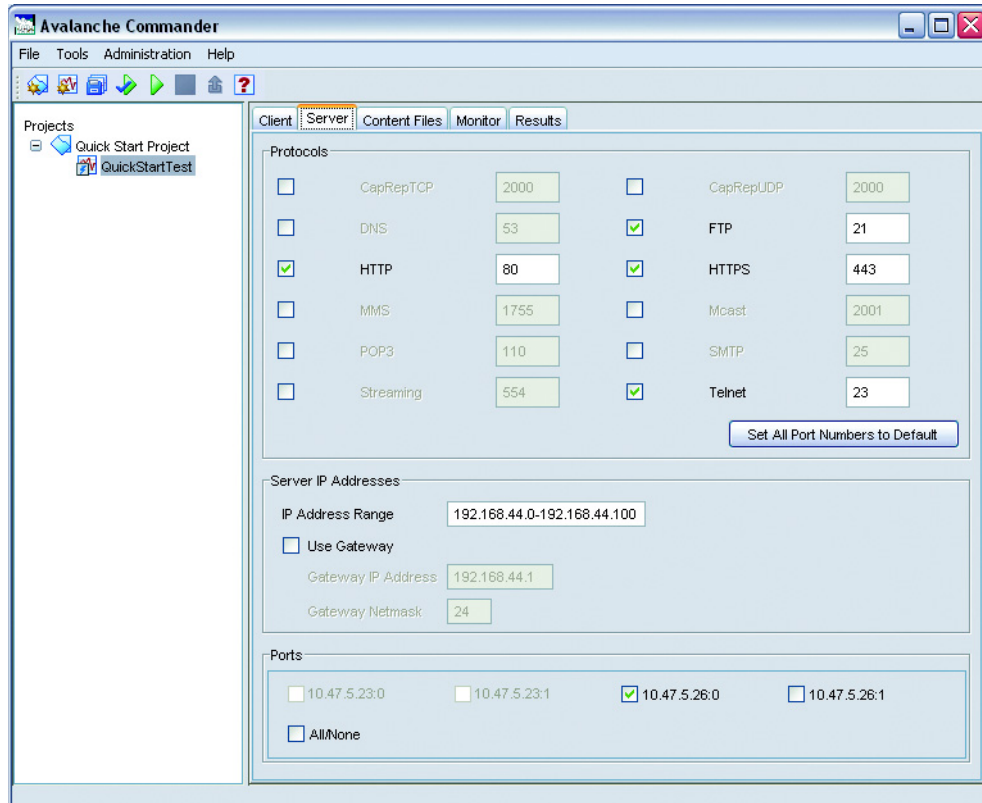 Avalanche Commander
File Tools Administration Help
Projects
Quick Start Project
QuickStartTest
Client Server Content Files Monitor Results
Protocols
CapRepTCP 2000 CapRepUDP 2000
DNS 53 FTP 21
HTTP 80 HTTPS 443
MMS 1755 Mcast 2001
POP3 110 SMTP 25
Streaming 554 Telnet 23
Set All Port Numbers to Default
Server IP Addresses
IP Address Range 192.168.44.0-192.168.44.100
Use Gateway
Gateway IP Address 192.168.44.1
Gateway Netmask 24
Ports
10.47.5.23:0 10.47.5.23:1 10.47.5.26:0 10.47.5.26:1
All/None